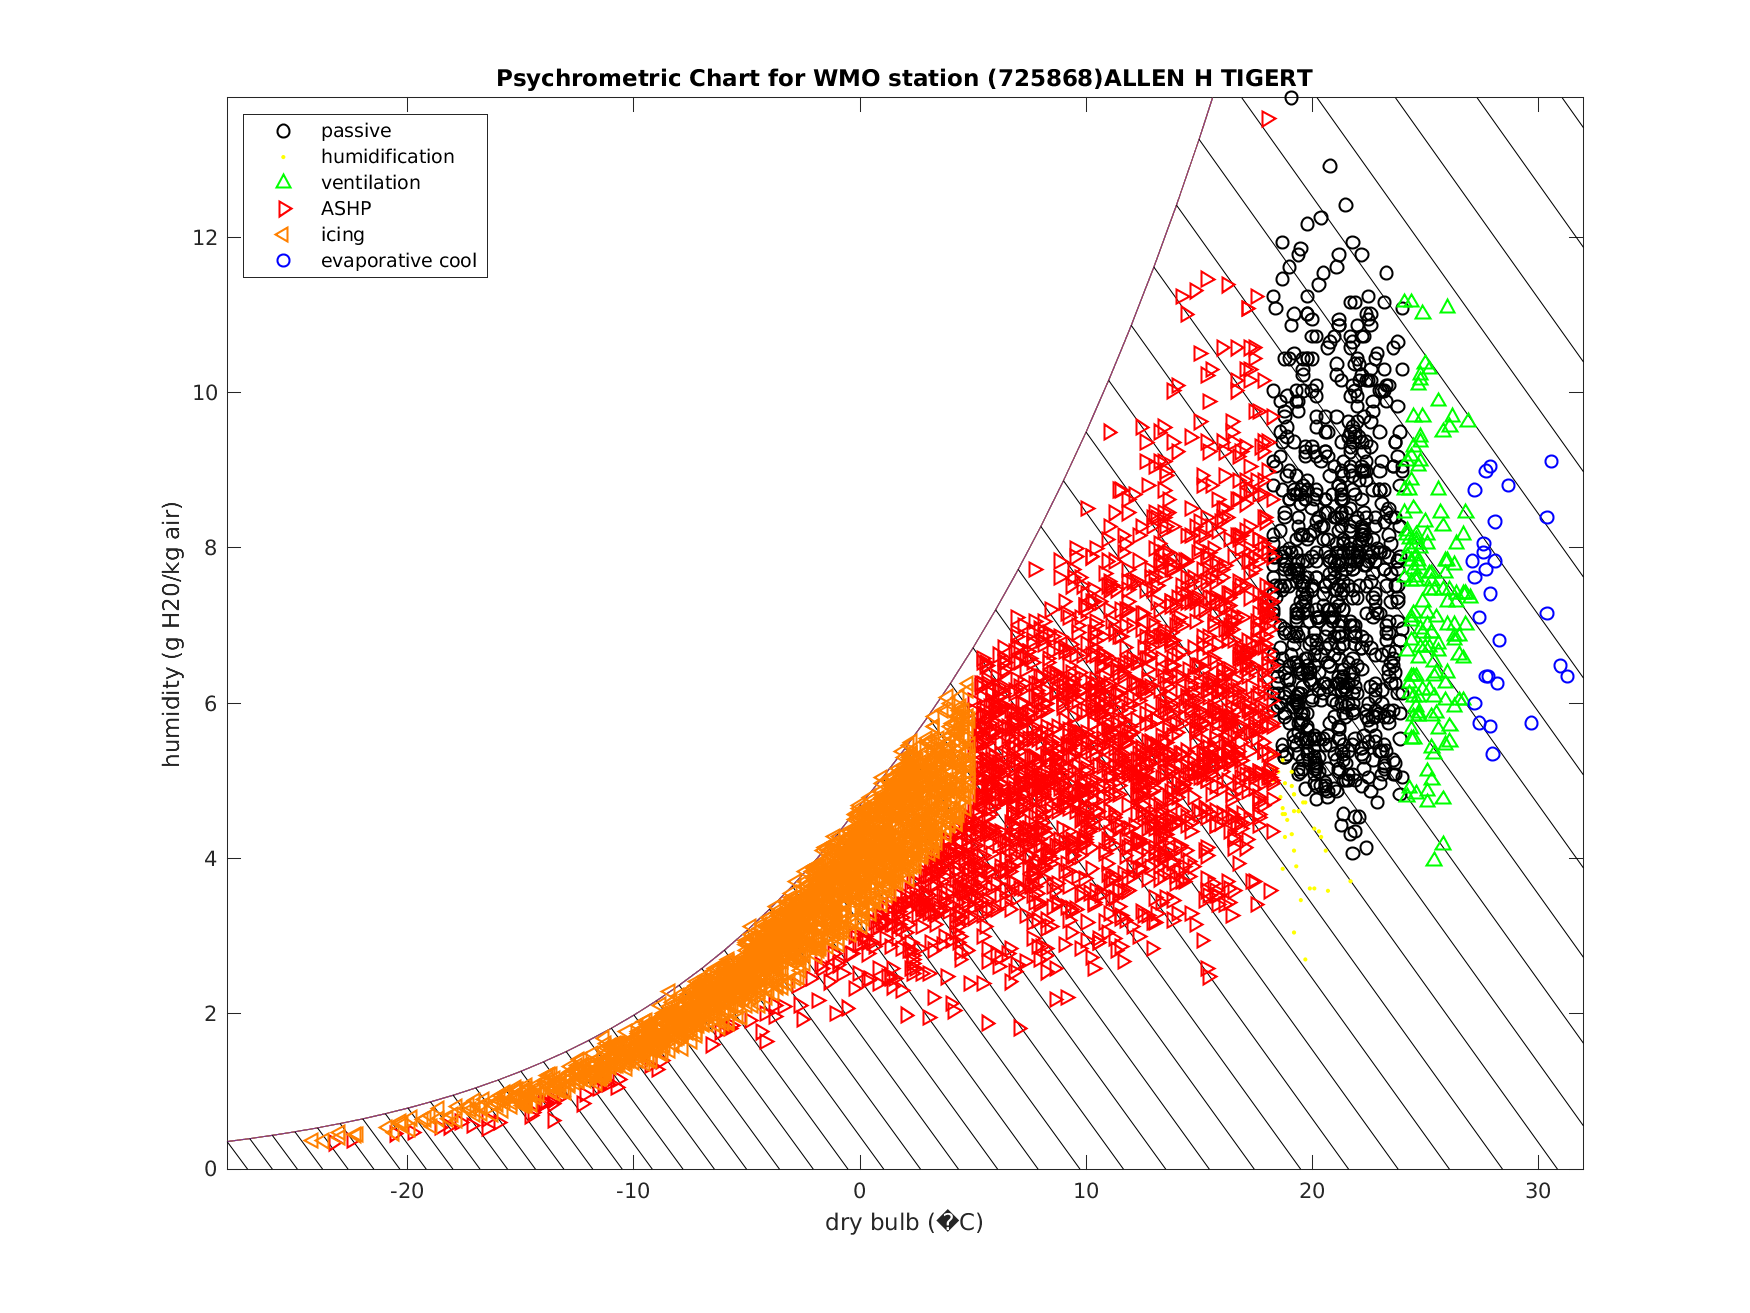 Psychrometric Chart for WMO station (725868)ALLEN H TIGERT
passive
humidification
ventilation
ASHP
icing
evaporative cool
humidity (g H20/kg air)
12
10
8
6
4
2
0
-20
-10
0
10
20
30
dry bulb (�C)